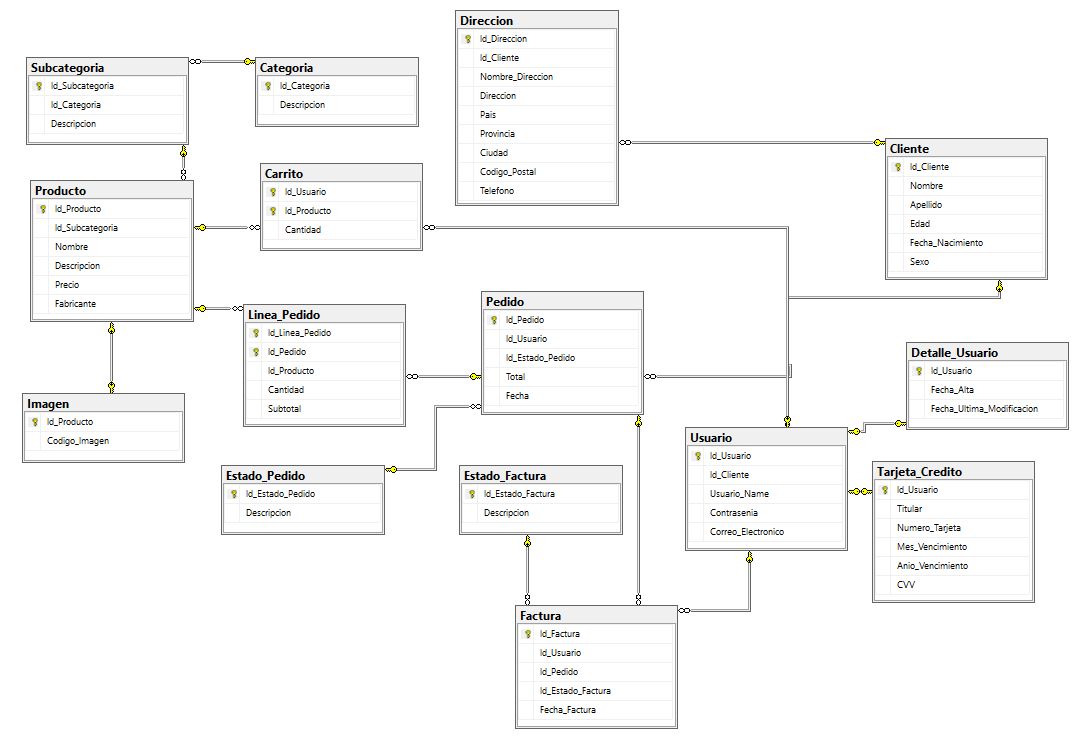 Direccion
Id_Direccion
Id_Cliente
Nombre_Direccion
Direccion
Pais
Provincia
Ciudad
Codigo_Postal
Telefono
Subcategoria
Id_Subcategoria
Id_Categoria
Descripcion
Categoria
Id_Categoria
Descripcion
Cliente
Id_Cliente
Nombre
Apellido
Edad
Fecha_Nacimiento
Sexo
Carrito
Id_Usuario
Id_Producto
Cantidad
Producto
Id_Producto
Id_Subcategoria
Nombre
Descripcion
Precio
Fabricante
Pedido
Id_Pedido
Id_Usuario
Id_Estado_Pedido
Total
Fecha
Linea_Pedido
Id_Linea_Pedido
Id_Pedido
Id_Producto
Cantidad
Subtotal
Detalle_Usuario
Id_Usuario
Fecha_Alta
Fecha_Ultima_Modificacion
Imagen
Id_Producto
Codigo_Imagen
Usuario
Id_Usuario
Id_Cliente
Usuario_Name
Contrasenia
Correo_Electronico
Tarjeta_Credito
Id_Usuario
Titular
Numero_Tarjeta
Mes_Vencimiento
Anio_Vencimiento
CVV
Estado_Pedido
Id_Estado_Pedido
Descripcion
Estado_Factura
Id_Estado_Factura
Descripcion
Factura
Id_Factura
Id_Usuario
Id_Pedido
Id_Estado_Factura
Fecha_Factura